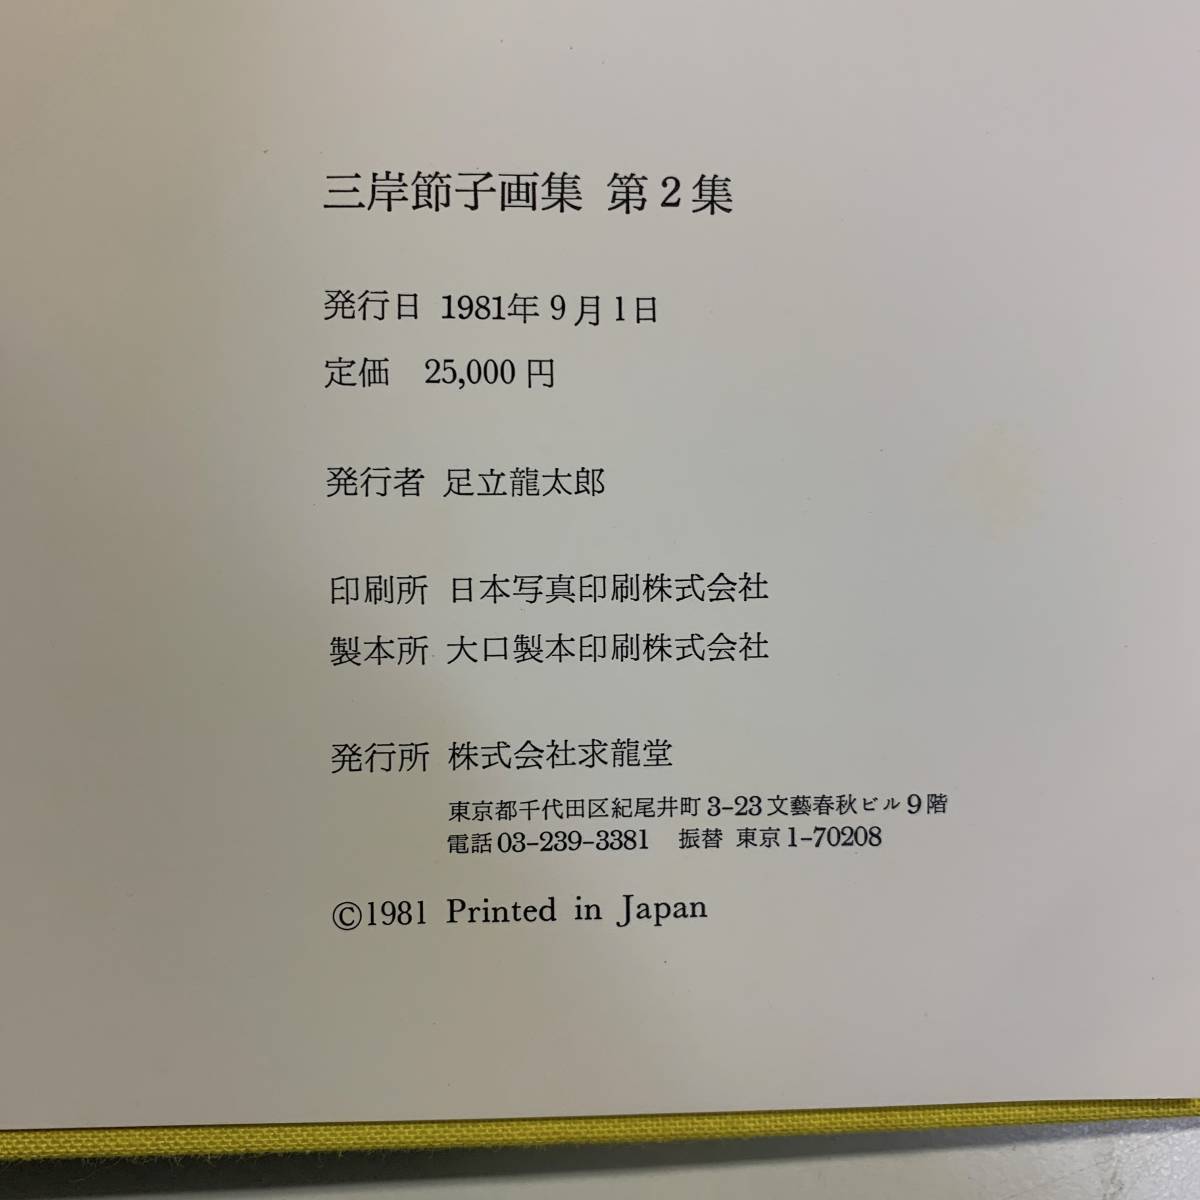 三岸節子画集 第2集
発行日 1981年9月1日
定価 25,000円
発行者 足立龍太郎
印刷所 日本写真印刷株式会社
製本所 大口製本印刷株式会社
発行所 株式会社求龍堂
東京都千代田区紀尾井町3-23文藝春秋ビル9階
電話03-239-3381 振替 東京1-70208
©1981 Printed in Japan